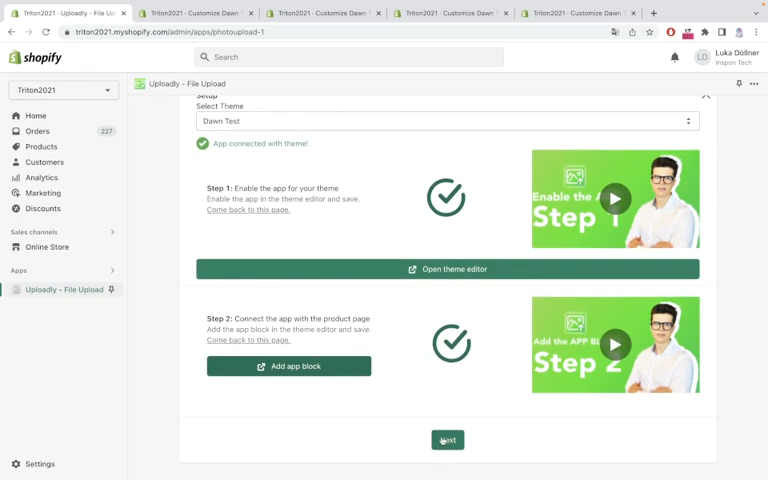 Triton2021 · Uploadly - File Up
Triton2021 · Customize Dawn T
Triton2021 · Customize Dawn T
Triton2021 · Customize Dawn T
Triton2021 · Customize Dawn T
triton2021.myshopify.com/admin/apps/photoupload-1
shopify
Search
LD
Luka Döllner
Inspon Tech
Triton2021
Uploadly - File Upload
Home
Orders
227
Products
Customers
Analytics
Marketing
Discounts
Sales channels
Online Store
Apps
Uploadly - File Upload
Settings
Setup
Select Theme
Dawn Test
App connected with theme!
Step 1: Enable the app for your theme
Enable the app in the theme editor and save.
Come back to this page.
Enable the A
Step 1
Open theme editor
Step 2: Connect the app with the product page
Add the app block in the theme editor and save.
Come back to this page.
Add app block
Add the APP BL
Step 2
Next